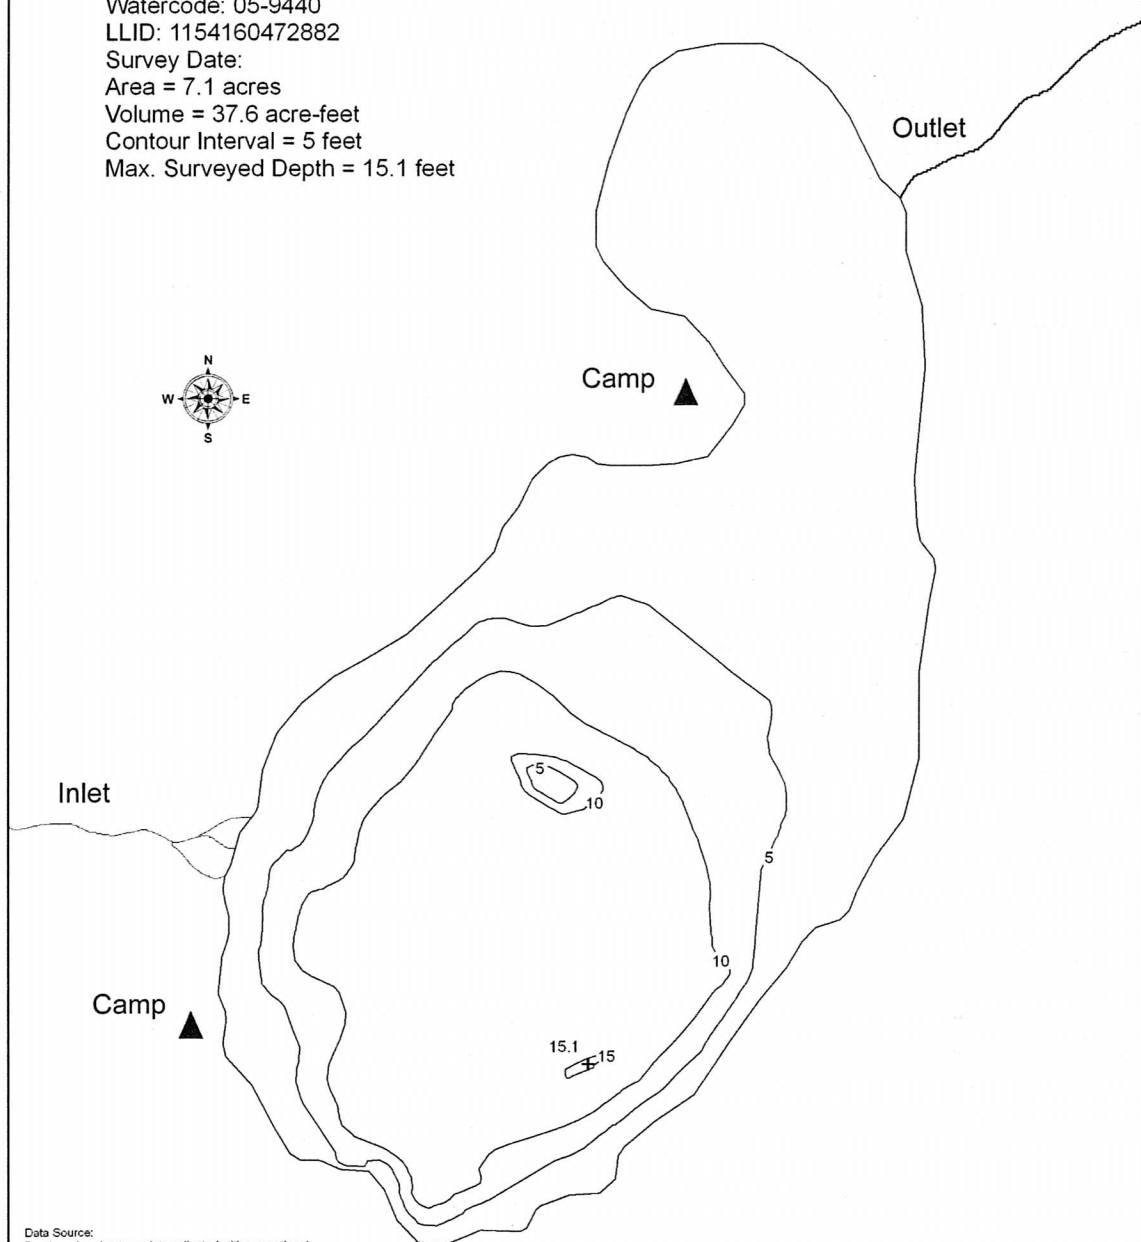 Watercode: 05-9440
LLID: 1154160472882
Survey Date:
Area = 7.1 acres
Volume = 37.6 acre-feet
Contour Interval = 5 feet
Max. Surveyed Depth = 15.1 feet
Outlet
N
W E
S
Camp
5
10
Inlet
5
10
Camp
15.1
15
Data Source: